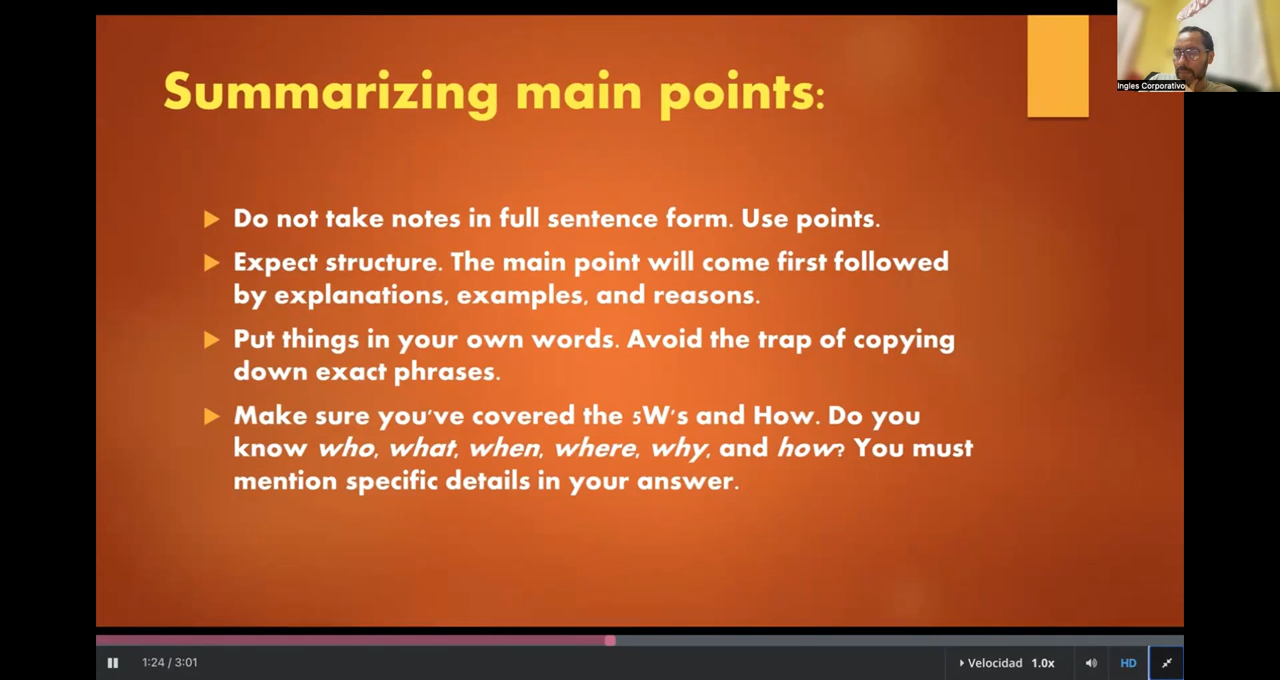 Summarizing main points:
Ingles Corporativo
Do not take notes in full sentence form. Use points.
Expect structure. The main point will come first followed
by explanations, examples, and reasons.
Put things in your own words. Avoid the trap of copying
down exact phrases.
Make sure you've covered the 5W's and How. Do you
know who, what, when, where, why, and how? You must
mention specific details in your answer.
1:24 / 3:01
Velocidad 1.0x
HD